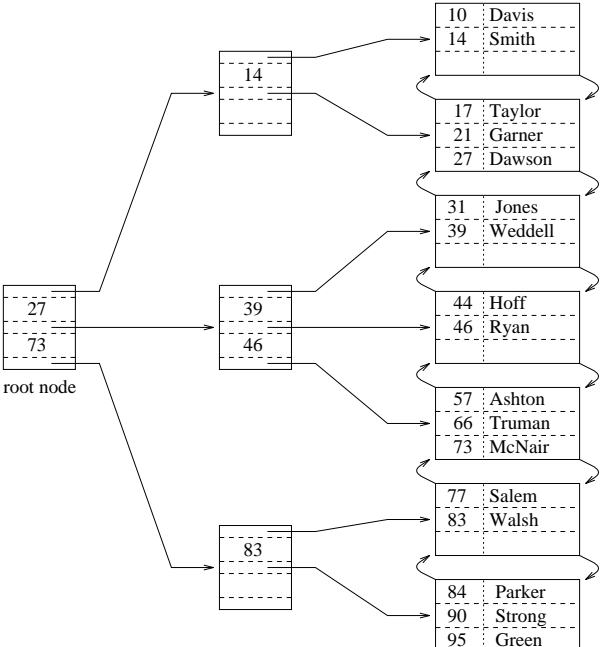 27
73
root node
14
39
46
83
10 Davis
14 Smith
17 Taylor
21 Garner
27 Dawson
31 Jones
39 Weddell
44 Hoff
46 Ryan
57 Ashton
66 Truman
73 McNair
77 Salem
83 Walsh
84 Parker
90 Strong
95 Green